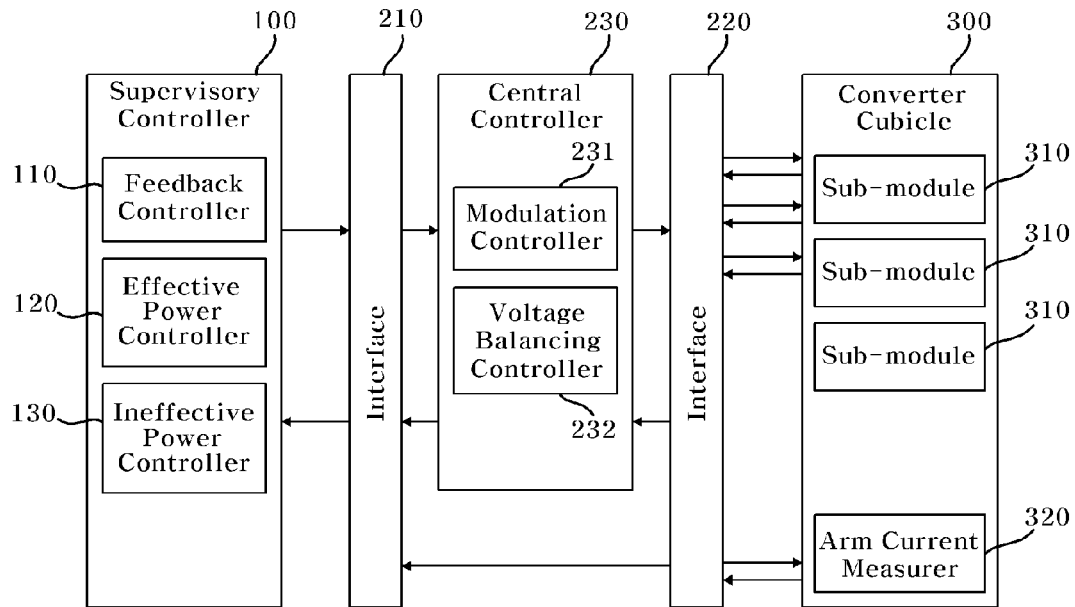 100
210
230
220
300
Supervisory
Controller
Central
Controller
Converter
Cubicle
110
Feedback
Controller
231
Modulation
Controller
310
Sub-module
120
Effective
Power
Controller
310
Sub-module
Voltage
Balancing
Controller
310
Sub-module
Interface
Interface
130
Ineffective
Power
Controller
232
320
Arm Current
Measurer